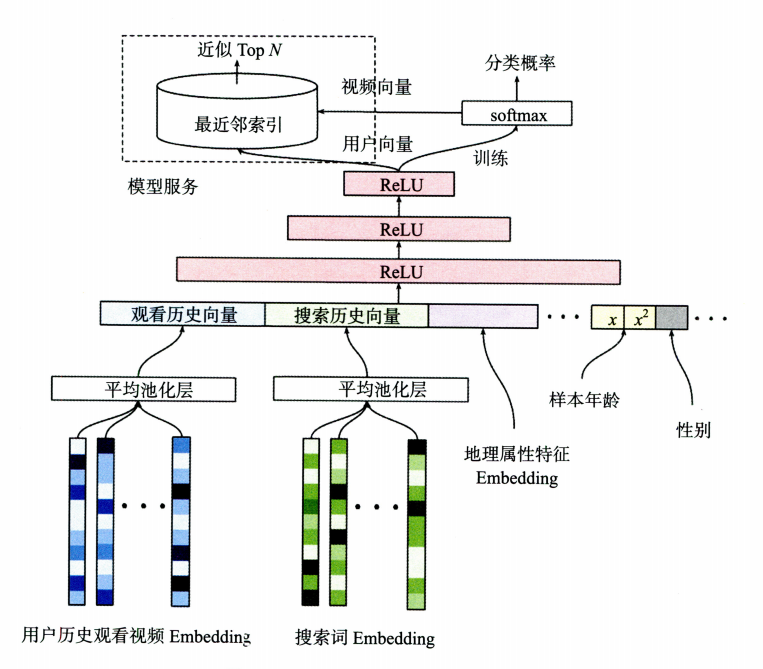 近似 Top N
分类概率
视频向量
最近邻索引
softmax
用户向量
训练
模型服务
ReLU
ReLU
ReLU
观看历史向量 搜索历史向量 ··· x x² ···
平均池化层 平均池化层
样本年龄
性别
地理属性特征
Embedding
··· ···
用户历史观看视频 Embedding 搜索词 Embedding